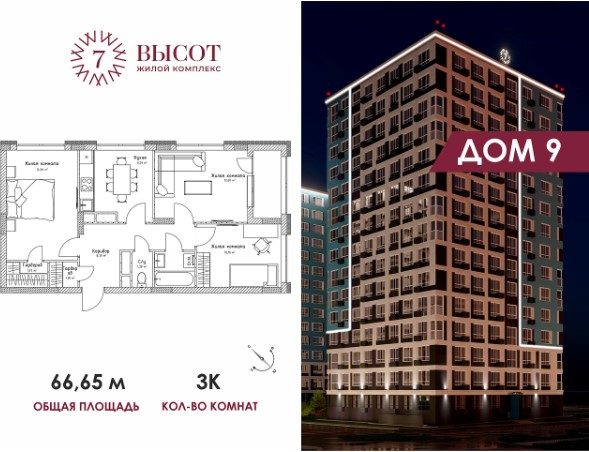 7
ВЫСОТ
ЖИЛОЙ КОМПЛЕКС
ДОМ 9
Жилая комната
Кухня
Жилая комната
Коридор
Жилая комната
С/у
Гардероб
66,65 м
3К
ОБЩАЯ ПЛОЩАДЬ
КОЛ-ВО КОМНАТ